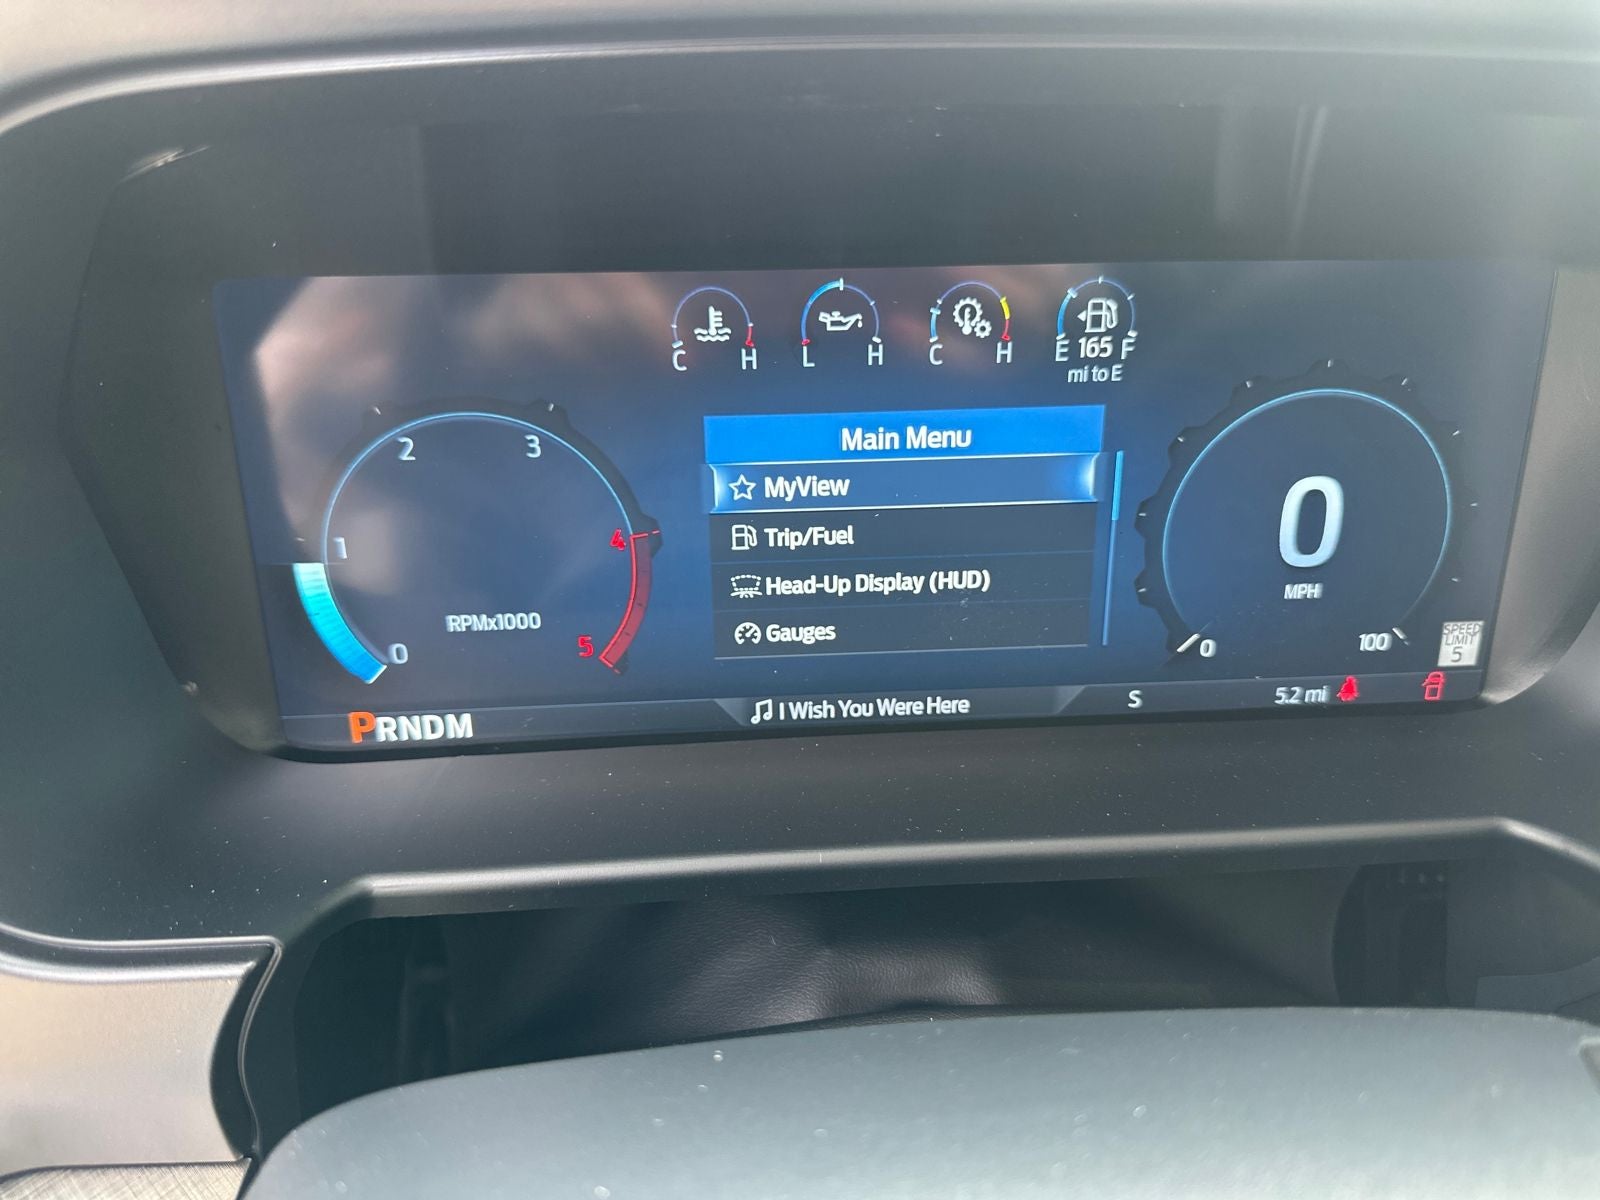 C H
L H
C H
E 165 F
mi to E
Main Menu
MyView
Trip/Fuel
Head-Up Display (HUD)
Gauges
0
1
2
3
4
5
RPMx1000
0
MPH
0
100
SPEED
LIMIT
5
PRNDM
I Wish You Were Here
S
5.2 mi